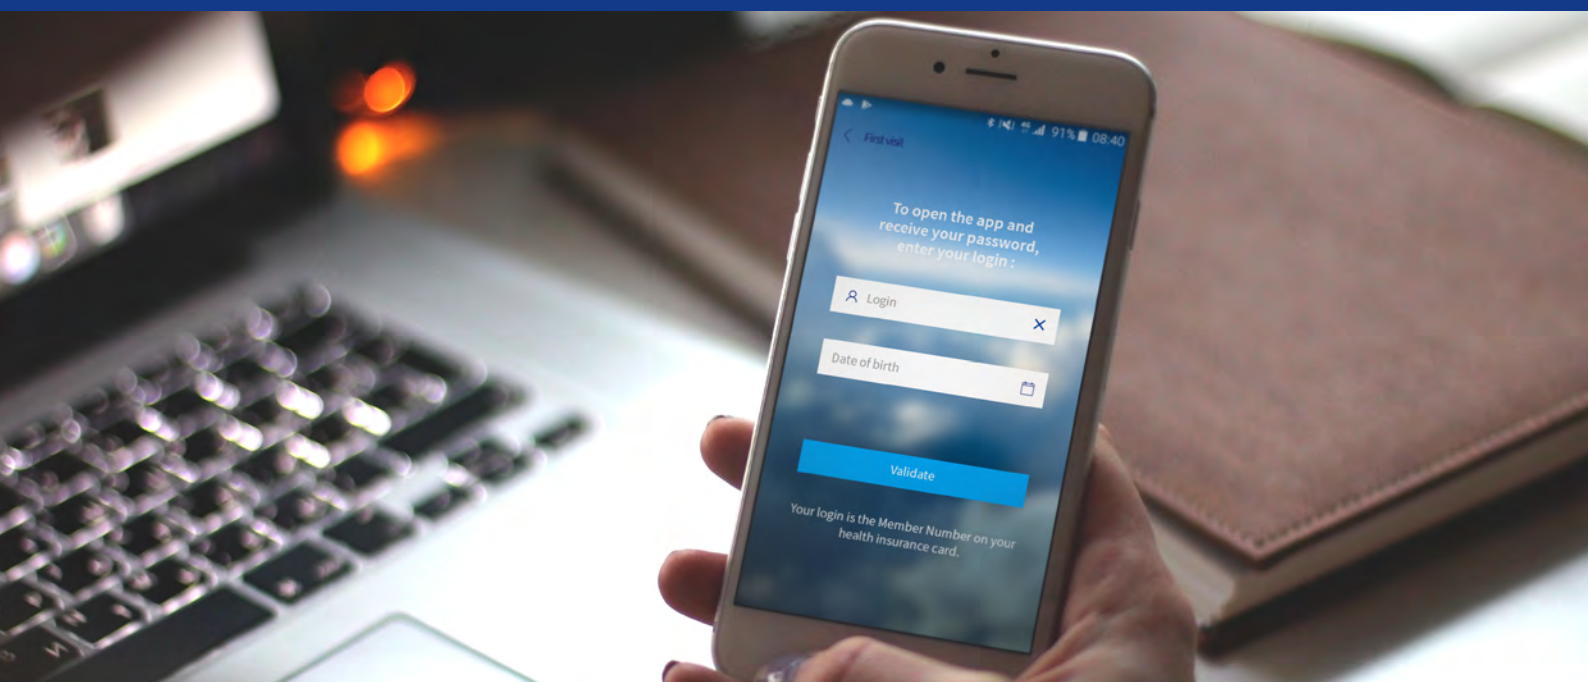 4G 91% 08:40
First visit
To open the app and
receive your password,
enter your login :
Login
Date of birth
Validate
Your login is the Member Number on your
health insurance card.